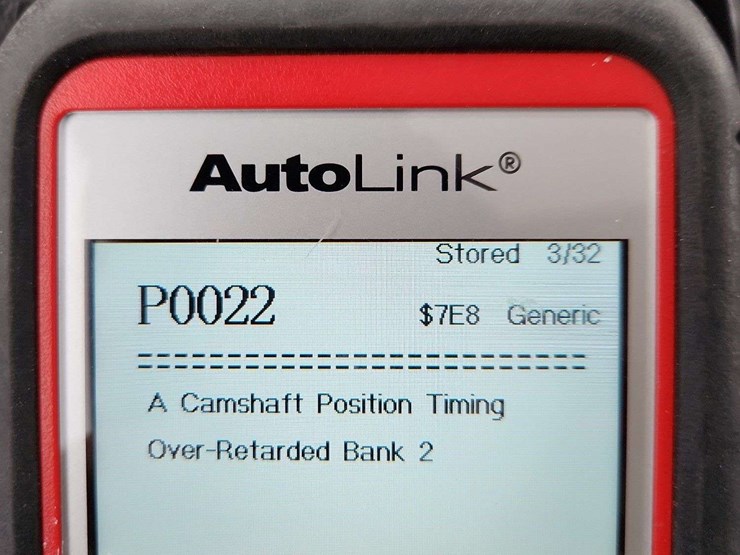 AutoLink®
Stored 3/32
P0022 $7E8 Generic
===========================
A Camshaft Position Timing
Over-Retarded Bank 2